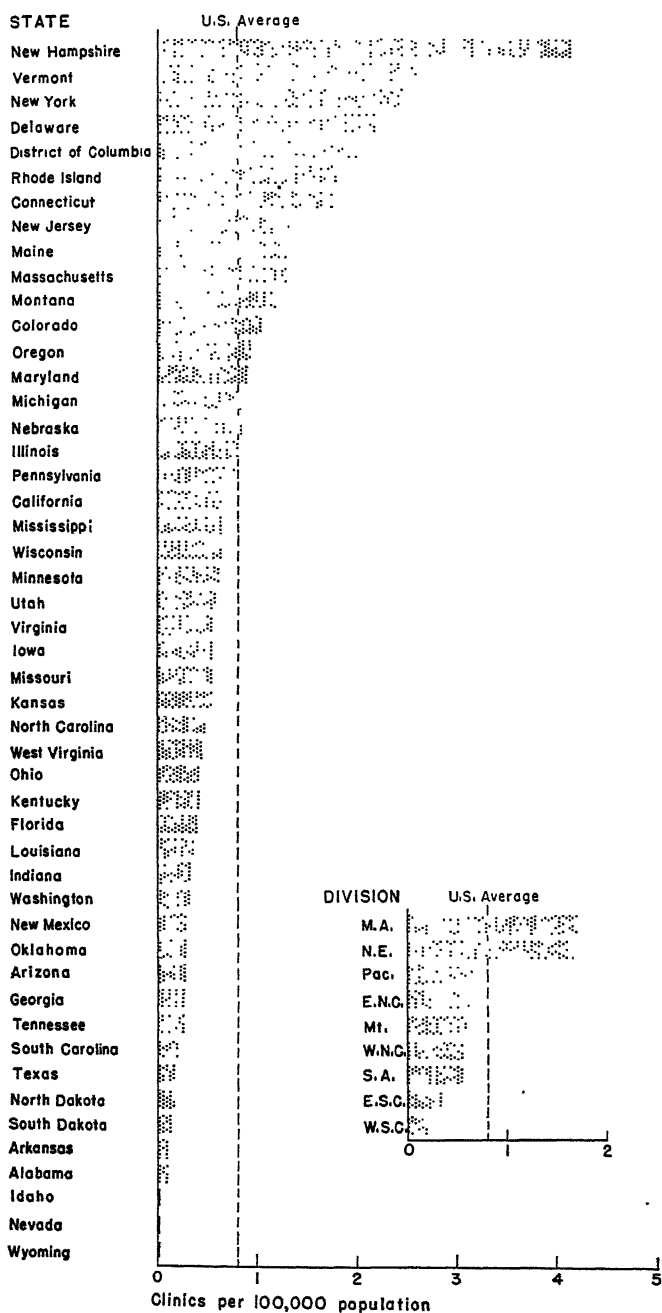 STATE
U.S. Average
New Hampshire
Vermont
New York
Delaware
District of Columbia
Rhode Island
Connecticut
New Jersey
Maine
Massachusetts
Montana
Colorado
Oregon
Maryland
Michigan
Nebraska
Illinois
Pennsylvania
California
Mississippi
Wisconsin
Minnesota
Utah
Virginia
Iowa
Missouri
Kansas
North Carolina
West Virginia
Ohio
Kentucky
Florida
Louisiana
Indiana
Washington
New Mexico
Oklahoma
Arizona
Georgia
Tennessee
South Carolina
Texas
North Dakota
South Dakota
Arkansas
Alabama
Idaho
Nevada
Wyoming
0 1 2 3 4 5
Clinics per 100,000 population
DIVISION
U.S. Average
M.A.
N.E.
Pac.
E.N.C.
Mt.
W.N.C.
S.A.
E.S.C.
W.S.C.
0 1 2